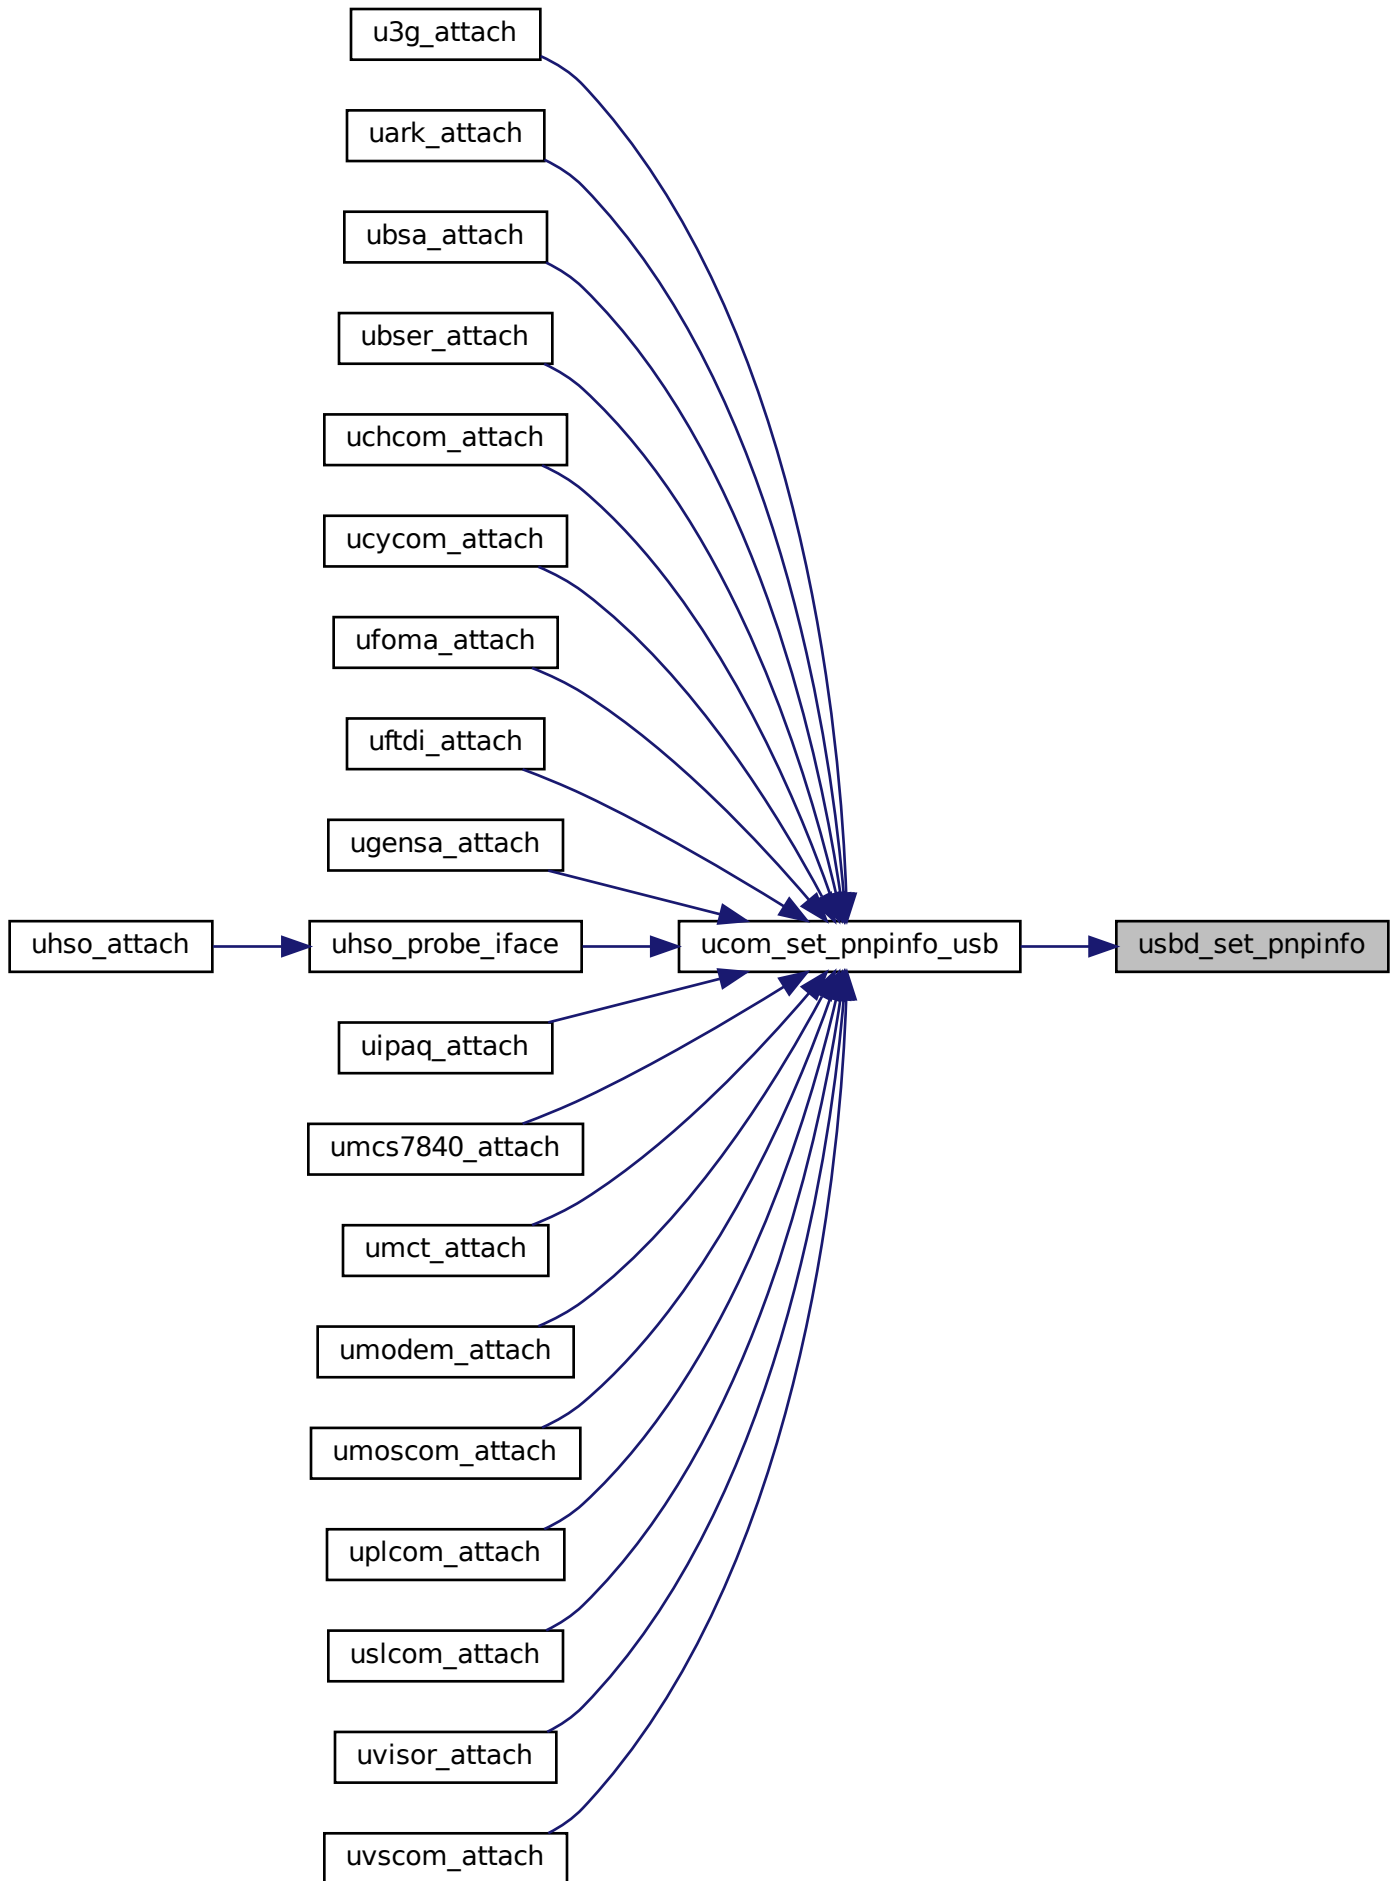 u3g_attach
uark_attach
ubsa_attach
ubser_attach
uchcom_attach
ucycom_attach
ufoma_attach
uftdi_attach
ugensa_attach
uhso_attach
uhso_probe_iface
ucom_set_pnpinfo_usb
usbd_set_pnpinfo
uipaq_attach
umcs7840_attach
umct_attach
umodem_attach
umoscom_attach
uplcom_attach
uslcom_attach
uvisor_attach
uvscom_attach